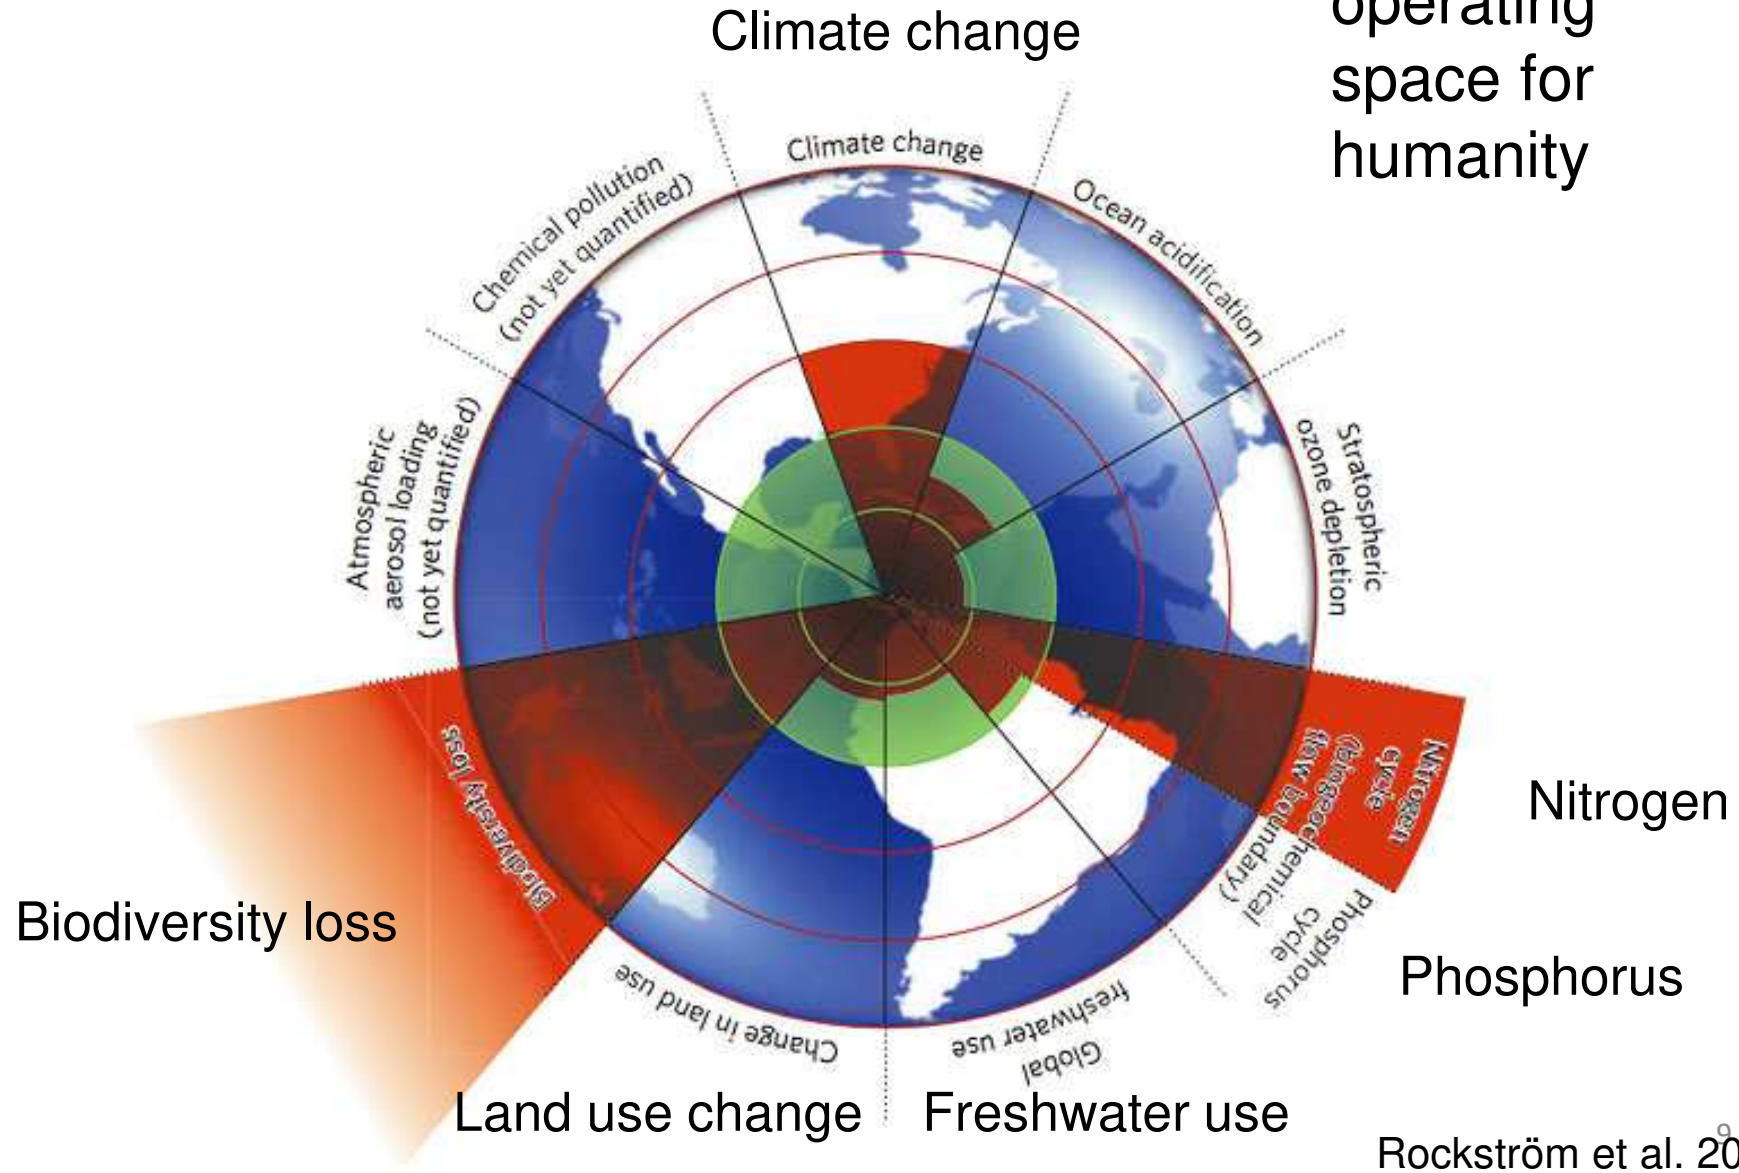 operating
space for
humanity
Climate change
Climate change
Ocean acidification
Stratospheric
ozone depletion
Nitrogen
cycle
(biogeochemical
flow boundary)
Phosphorus
cycle
Global
freshwater use
Change in land use
Biodiversity loss
Atmospheric
aerosol loading
(not yet quantified)
Chemical pollution
(not yet quantified)
Nitrogen
Phosphorus
Freshwater use
Land use change
Biodiversity loss
Rockström et al. 20
9